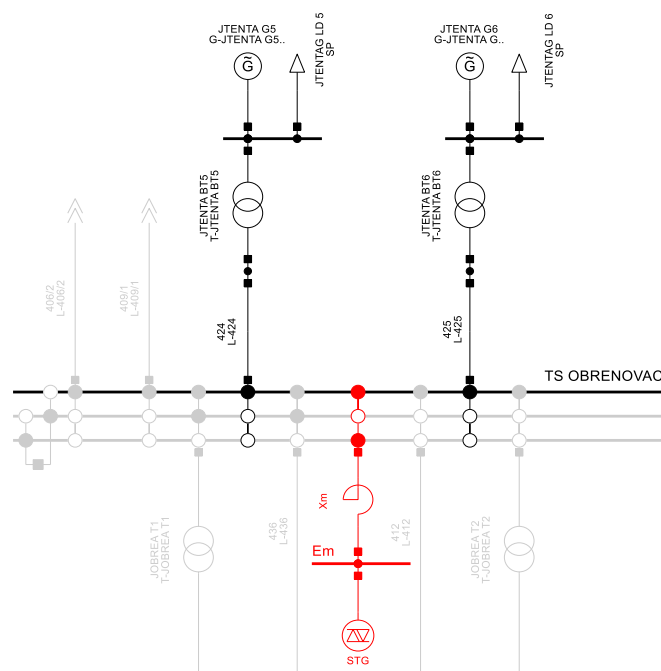 JTENTA G5
G-JTENTA G5..
JTENTAG LD 5
SP
JTENTA G6
G-JTENTA G..
JTENTAG LD 6
SP
G
G
JTENTA BT5
T-JTENTA BT5
JTENTA BT6
T-JTENTA BT6
406/2
L-406/2
409/1
L-409/1
424
L-424
425
L-425
TS OBRENOVAC
Xm
JOBREA T1
T-JOBREA T1
436
L-436
412
L-412
JOBREA T2
T-JOBREA T2
Em
STG